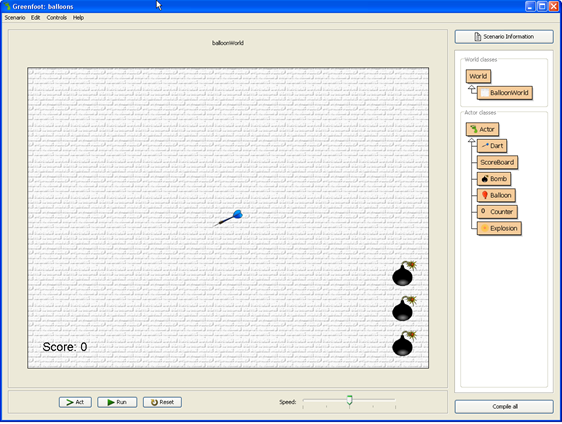 Greenfoot: balloons
Scenario Edit Controls Help
balloonWorld
Scenario Information
World classes
World
BalloonWorld
Actor classes
Actor
Dart
ScoreBoard
Bomb
Balloon
0 Counter
Explosion
Score: 0
Act Run Reset Speed:
Compile all